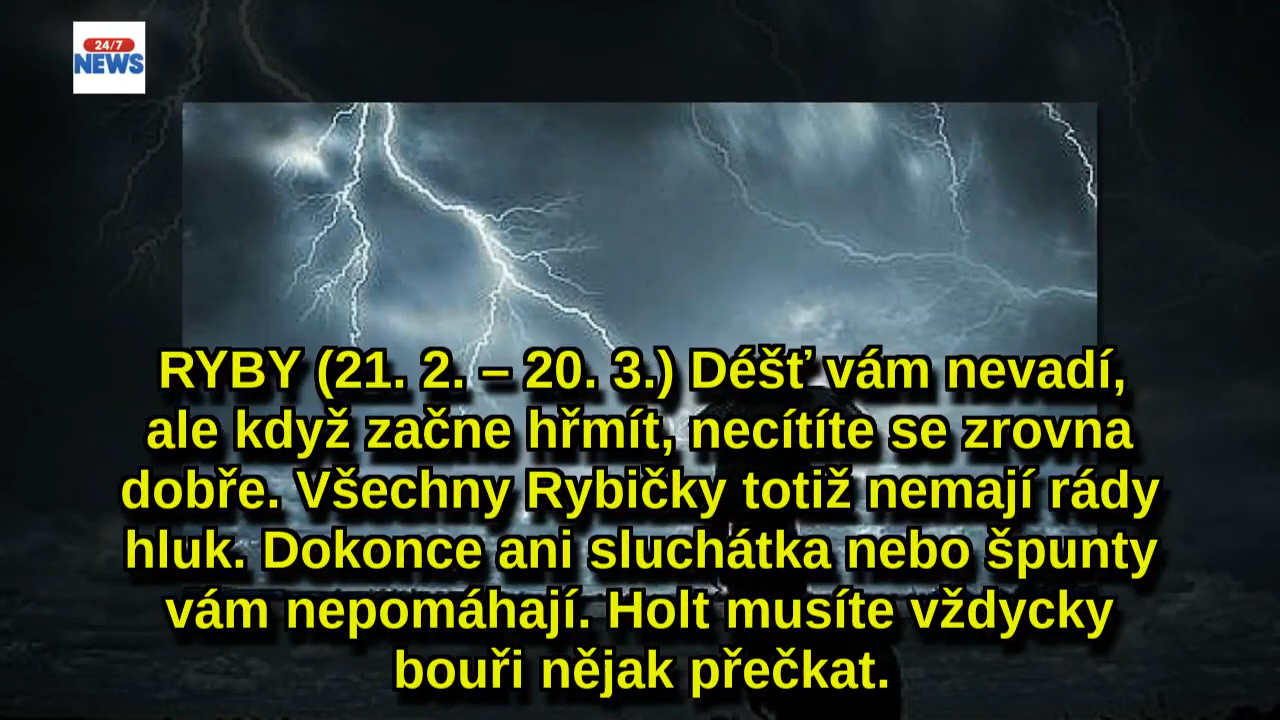 24/7
NEWS
RYBY (21. 2. – 20. 3.) Déšť vám nevadí,
ale když začne hřmít, necítíte se zrovna
dobře. Všechny Rybičky totiž nemají rády
hluk. Dokonce ani sluchátka nebo špunty
vám nepomáhají. Holt musíte vždycky
bouři nějak přečkat.